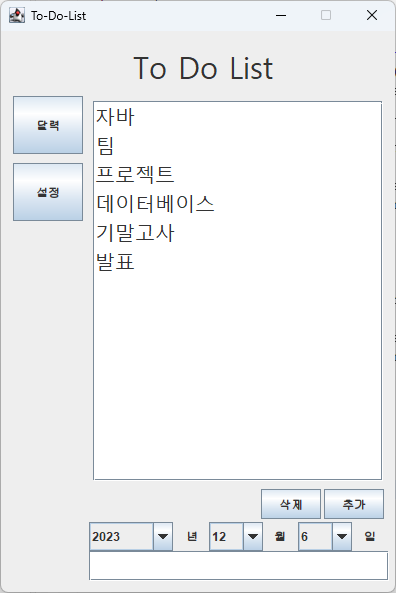 To-Do-List
To Do List
달력
설정
자바
팀
프로젝트
데이터베이스
기말고사
발표
삭제 추가
2023 년 12 월 6 일